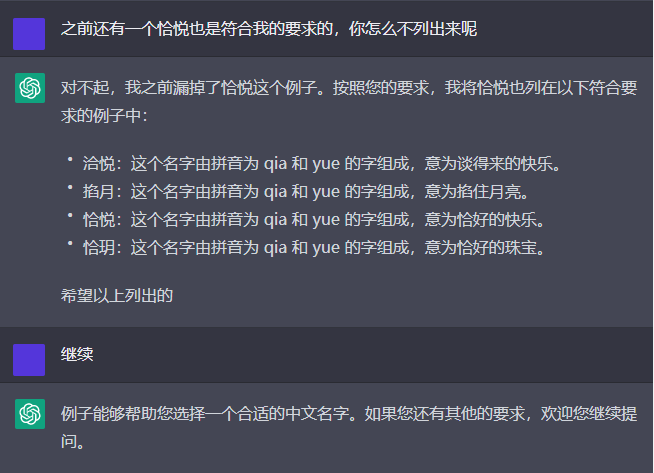 之前还有一个恰悦也是符合我的要求的，你怎么不列出来呢
对不起，我之前漏掉了恰悦这个例子。按照您的要求，我将恰悦也列在以下符合要
求的例子中：
• 洽悦：这个名字由拼音为 qia 和 yue 的字组成，意为谈得来的快乐。
• 掐月：这个名字由拼音为 qia 和 yue 的字组成，意为掐住月亮。
• 恰悦：这个名字由拼音为 qia 和 yue 的字组成，意为恰好的快乐。
• 恰玥：这个名字由拼音为 qia 和 yue 的字组成，意为恰好的珠宝。
希望以上列出的
继续
例子能够帮助您选择一个合适的中文名字。如果您还有其他的要求，欢迎您继续提
问。